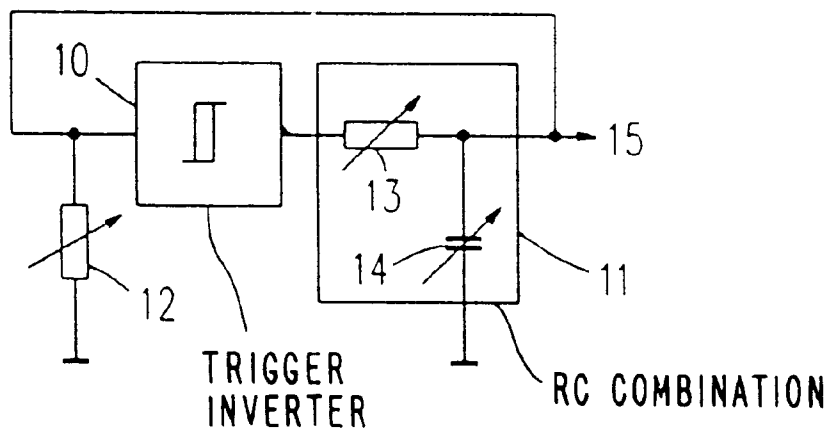 10
15
13
14
11
12
TRIGGER
INVERTER
RC COMBINATION